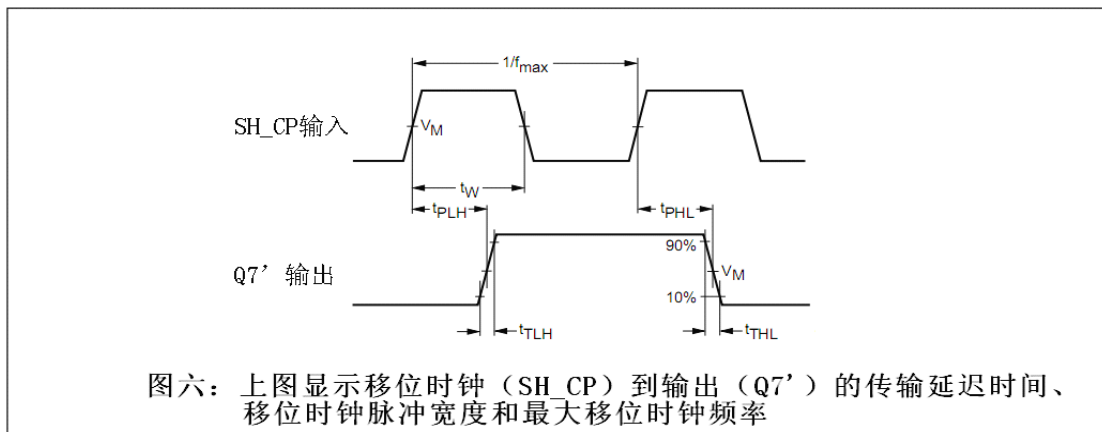 1/fmax
SH_CP输入
VM
tW
tPLH
tPHL
90%
Q7’ 输出
VM
10%
tTLH
tTHL
图六：上图显示移位时钟（SH_CP）到输出（Q7’）的传输延迟时间、
移位时钟脉冲宽度和最大移位时钟频率